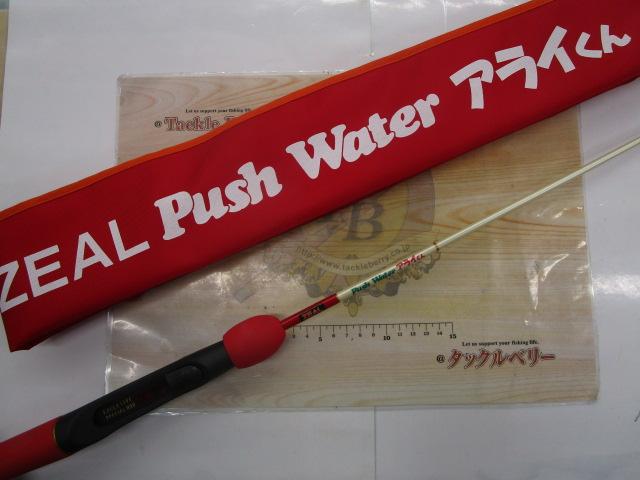 ZEAL Push Water アライくん
Let us support your fishing life.
@Tackle
B
http://www.tackleberry.co.jp
Push Water アライくん
ZEAL
5 10 15
Let us support your fishing life.
@タックルベリー